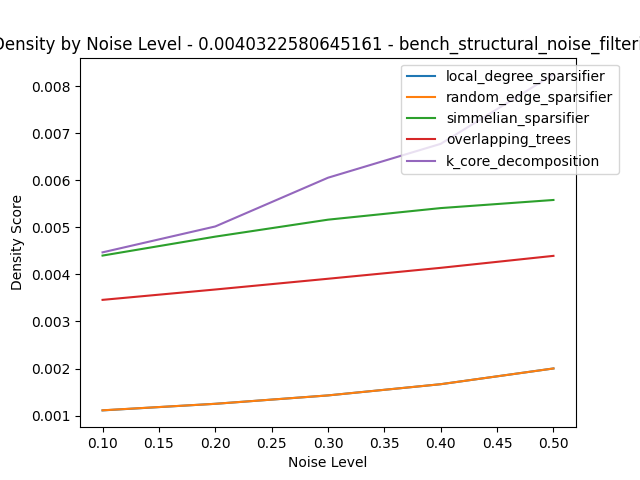 Density by Noise Level - 0.0040322580645161 - bench_structural_noise_filteri
local_degree_sparsifier
random_edge_sparsifier
simmelian_sparsifier
overlapping_trees
k_core_decomposition
Density Score
0.008
0.007
0.006
0.005
0.004
0.003
0.002
0.001
0.10 0.15 0.20 0.25 0.30 0.35 0.40 0.45 0.50
Noise Level